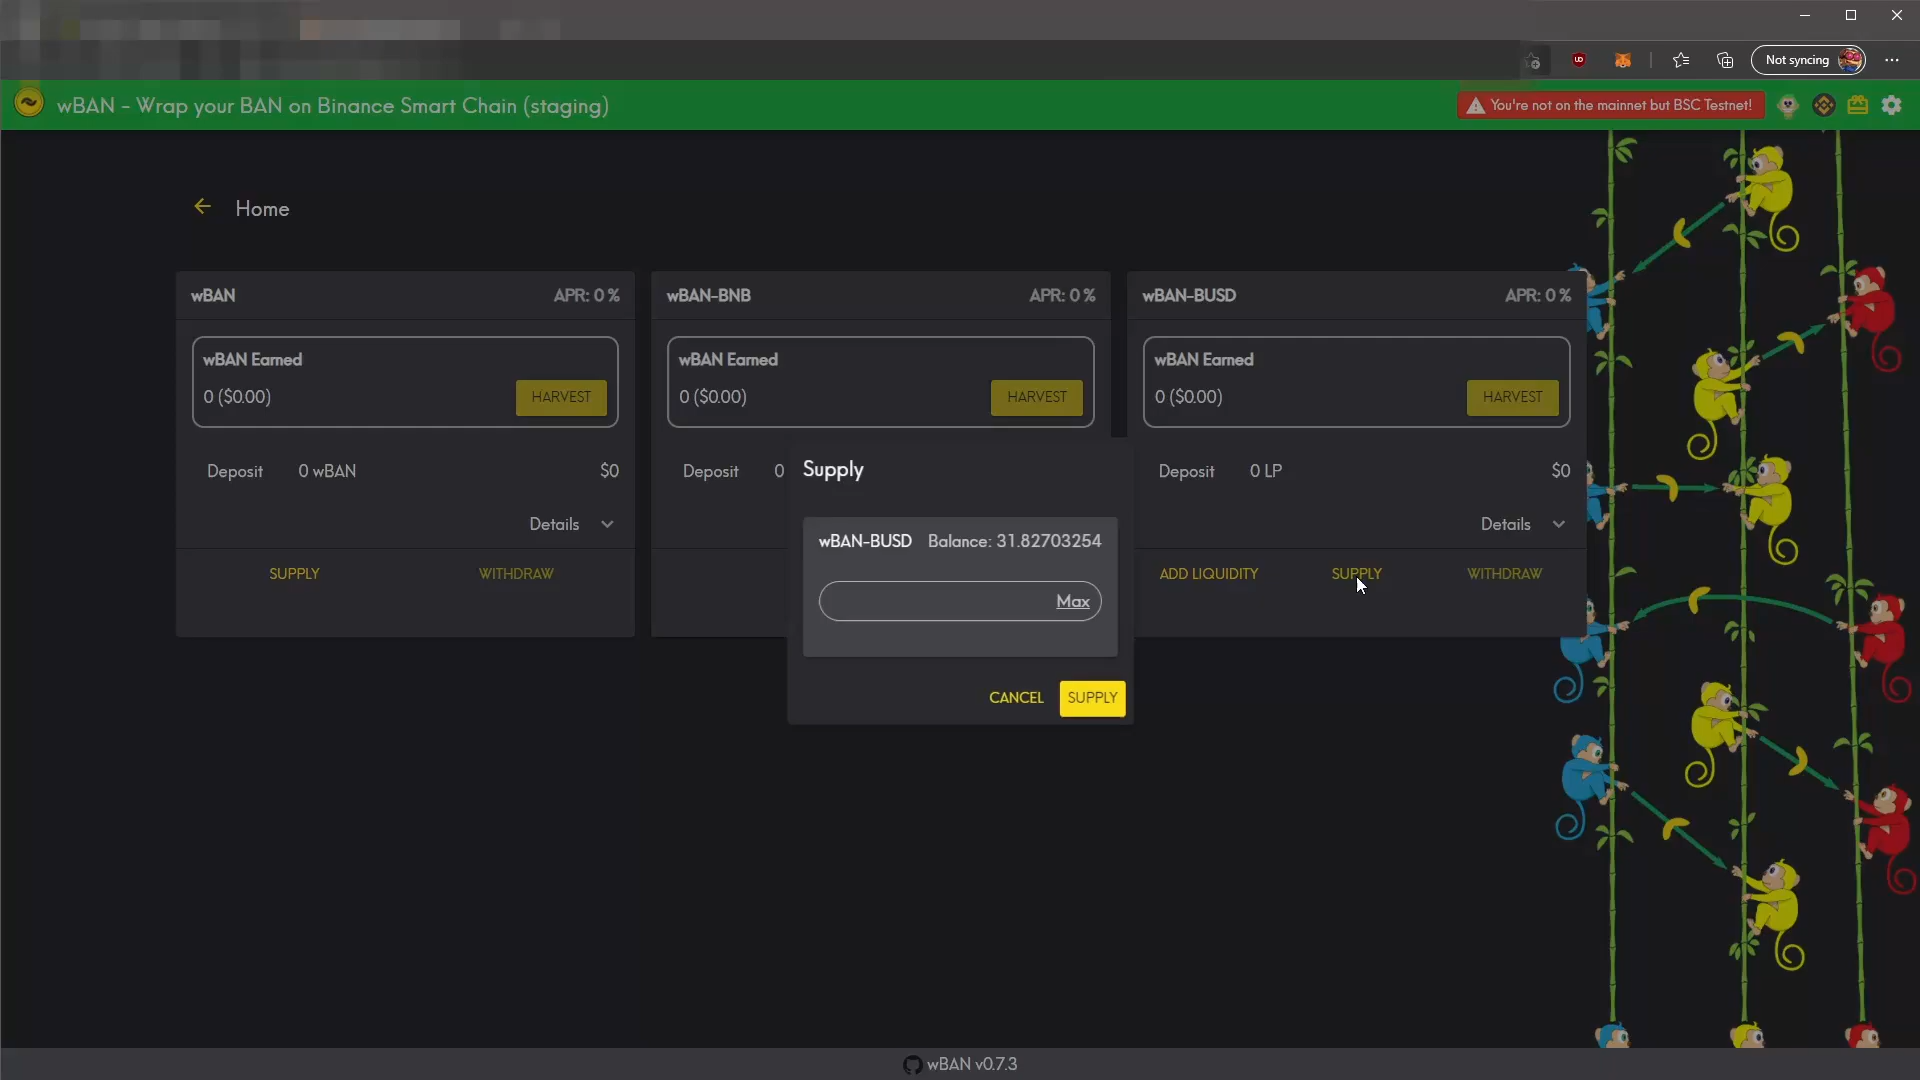 Not syncing
wBAN - Wrap your BAN on Binance Smart Chain (staging)
You're not on the mainnet but BSC Testnet!
Home
wBAN APR: 0 %
wBAN Earned
0 ($0.00) HARVEST
Deposit 0 wBAN $0
Details
SUPPLY WITHDRAW
wBAN-BNB APR: 0 %
wBAN Earned
0 ($0.00) HARVEST
Deposit 0
wBAN-BUSD APR: 0 %
wBAN Earned
0 ($0.00) HARVEST
Deposit 0 LP $0
Details
ADD LIQUIDITY SUPPLY WITHDRAW
Supply
wBAN-BUSD Balance: 31.82703254
Max
CANCEL SUPPLY
wBAN v0.7.3